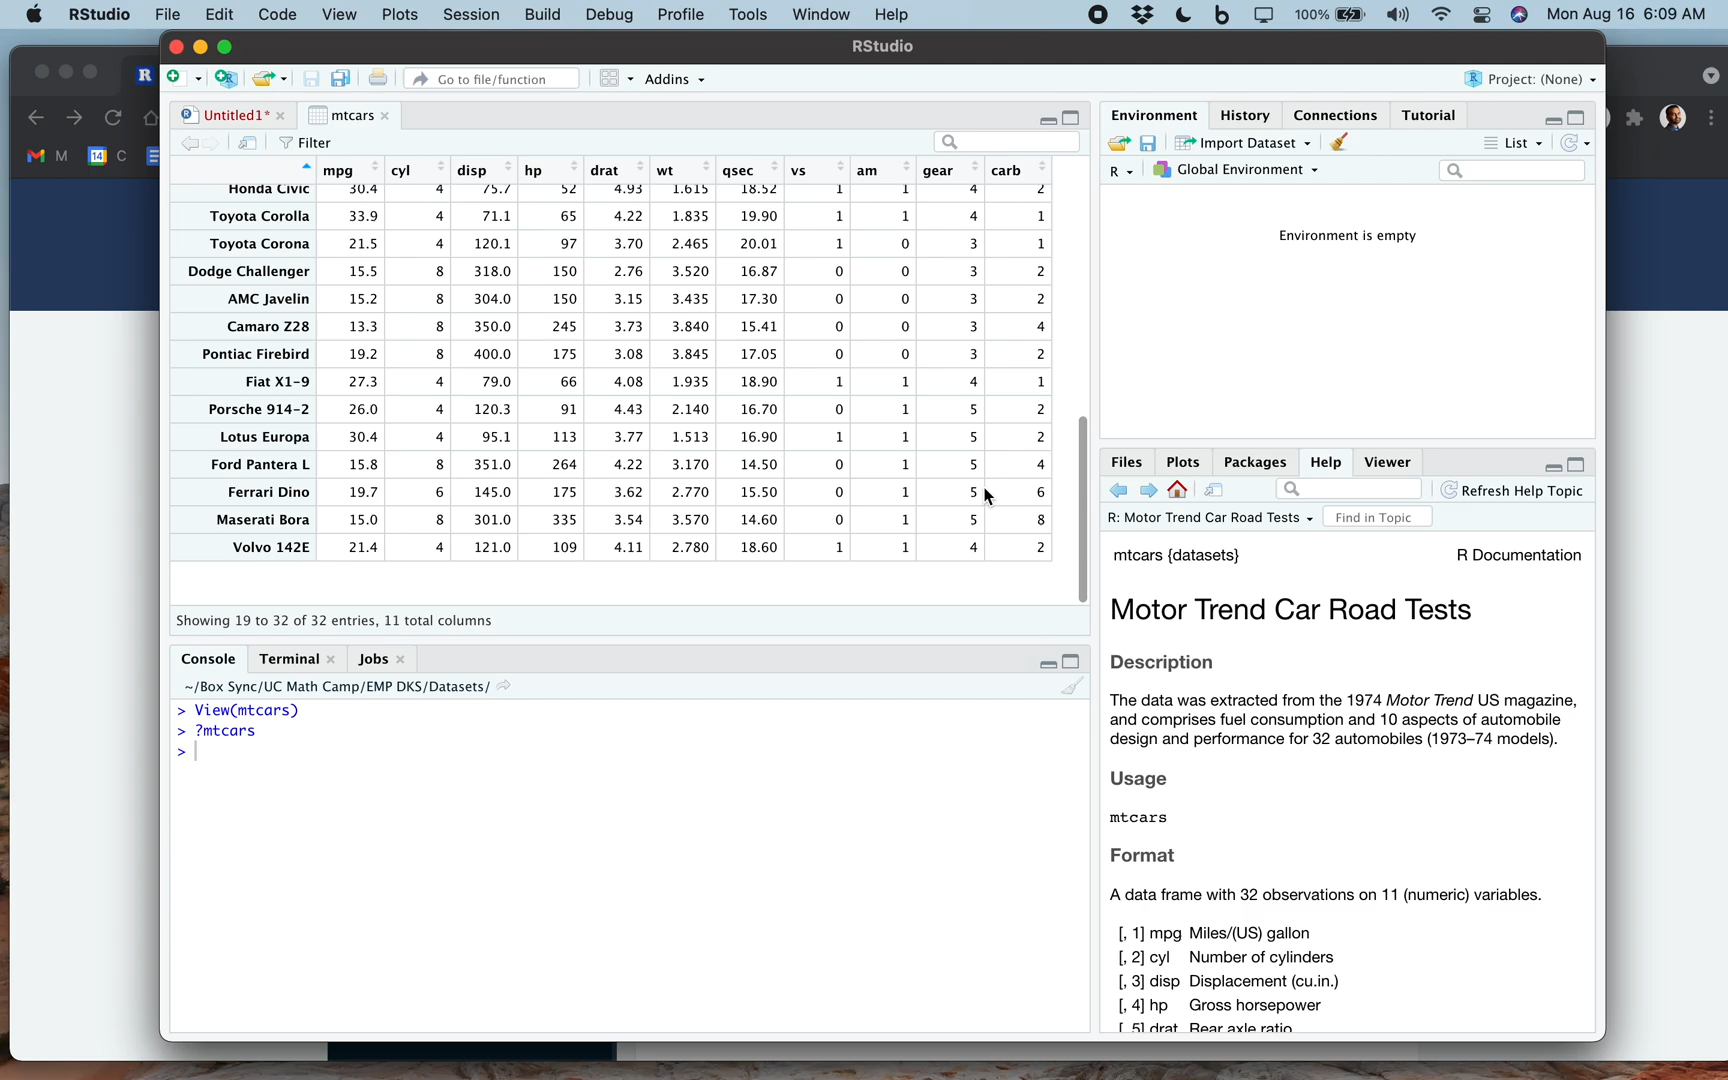 RStudio File Edit Code View Plots Session Build Debug Profile Tools Window Help 100% Mon Aug 16 6:09 AM
RStudio
Go to file/function Addins Project: (None)
Untitled1* mtcars
Filter
mpg cyl disp hp drat wt qsec vs am gear carb
Honda Civic 30.4 4 75.7 52 4.93 1.615 18.52 1 1 4 2
Toyota Corolla 33.9 4 71.1 65 4.22 1.835 19.90 1 1 4 1
Toyota Corona 21.5 4 120.1 97 3.70 2.465 20.01 1 0 3 1
Dodge Challenger 15.5 8 318.0 150 2.76 3.520 16.87 0 0 3 2
AMC Javelin 15.2 8 304.0 150 3.15 3.435 17.30 0 0 3 2
Camaro Z28 13.3 8 350.0 245 3.73 3.840 15.41 0 0 3 4
Pontiac Firebird 19.2 8 400.0 175 3.08 3.845 17.05 0 0 3 2
Fiat X1-9 27.3 4 79.0 66 4.08 1.935 18.90 1 1 4 1
Porsche 914-2 26.0 4 120.3 91 4.43 2.140 16.70 0 1 5 2
Lotus Europa 30.4 4 95.1 113 3.77 1.513 16.90 1 1 5 2
Ford Pantera L 15.8 8 351.0 264 4.22 3.170 14.50 0 1 5 4
Ferrari Dino 19.7 6 145.0 175 3.62 2.770 15.50 0 1 5 6
Maserati Bora 15.0 8 301.0 335 3.54 3.570 14.60 0 1 5 8
Volvo 142E 21.4 4 121.0 109 4.11 2.780 18.60 1 1 4 2
Showing 19 to 32 of 32 entries, 11 total columns
Console Terminal Jobs
~/Box Sync/UC Math Camp/EMP DKS/Datasets/
> View(mtcars)
> ?mtcars
>
Environment History Connections Tutorial
Import Dataset List
R Global Environment
Environment is empty
Files Plots Packages Help Viewer
Refresh Help Topic
R: Motor Trend Car Road Tests Find in Topic
mtcars {datasets} R Documentation
Motor Trend Car Road Tests
Description
The data was extracted from the 1974 Motor Trend US magazine,
and comprises fuel consumption and 10 aspects of automobile
design and performance for 32 automobiles (1973–74 models).
Usage
mtcars
Format
A data frame with 32 observations on 11 (numeric) variables.
[, 1] mpg Miles/(US) gallon
[, 2] cyl Number of cylinders
[, 3] disp Displacement (cu.in.)
[, 4] hp Gross horsepower
[, 5] drat Rear axle ratio
R
M 14 C